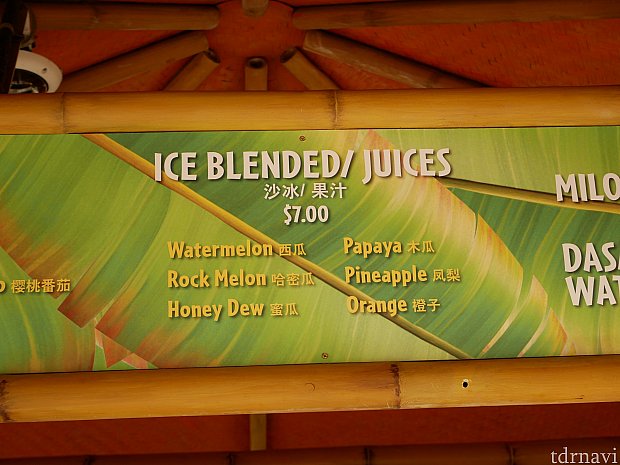 ICE BLENDED/ JUICES
沙冰/ 果汁
$7.00
Watermelon 西瓜
Rock Melon 哈密瓜
Honey Dew 蜜瓜
Papaya 木瓜
Pineapple 凤梨
Orange 橙子
樱桃番茄
MILO
DASA
WAT
tdrnavi